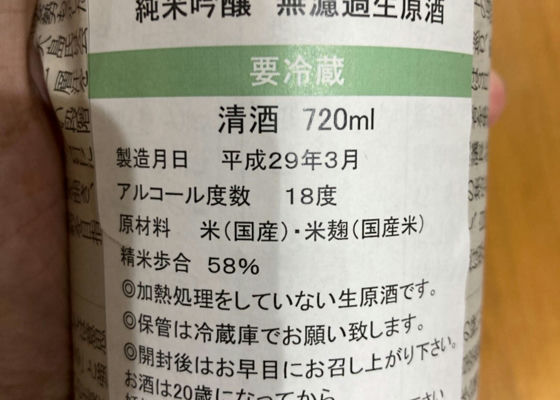 純米吟醸 無濾過生原酒
要冷蔵
清酒 720ml
製造月日 平成29年3月
アルコール度数 18度
原材料 米(国産)・米麹(国産米)
精米歩合 58%
◎加熱処理をしていない生原酒です。
◎保管は冷蔵庫でお願い致します。
◎開封後はお早目にお召し上がり下さい。
お酒は20歳になってから